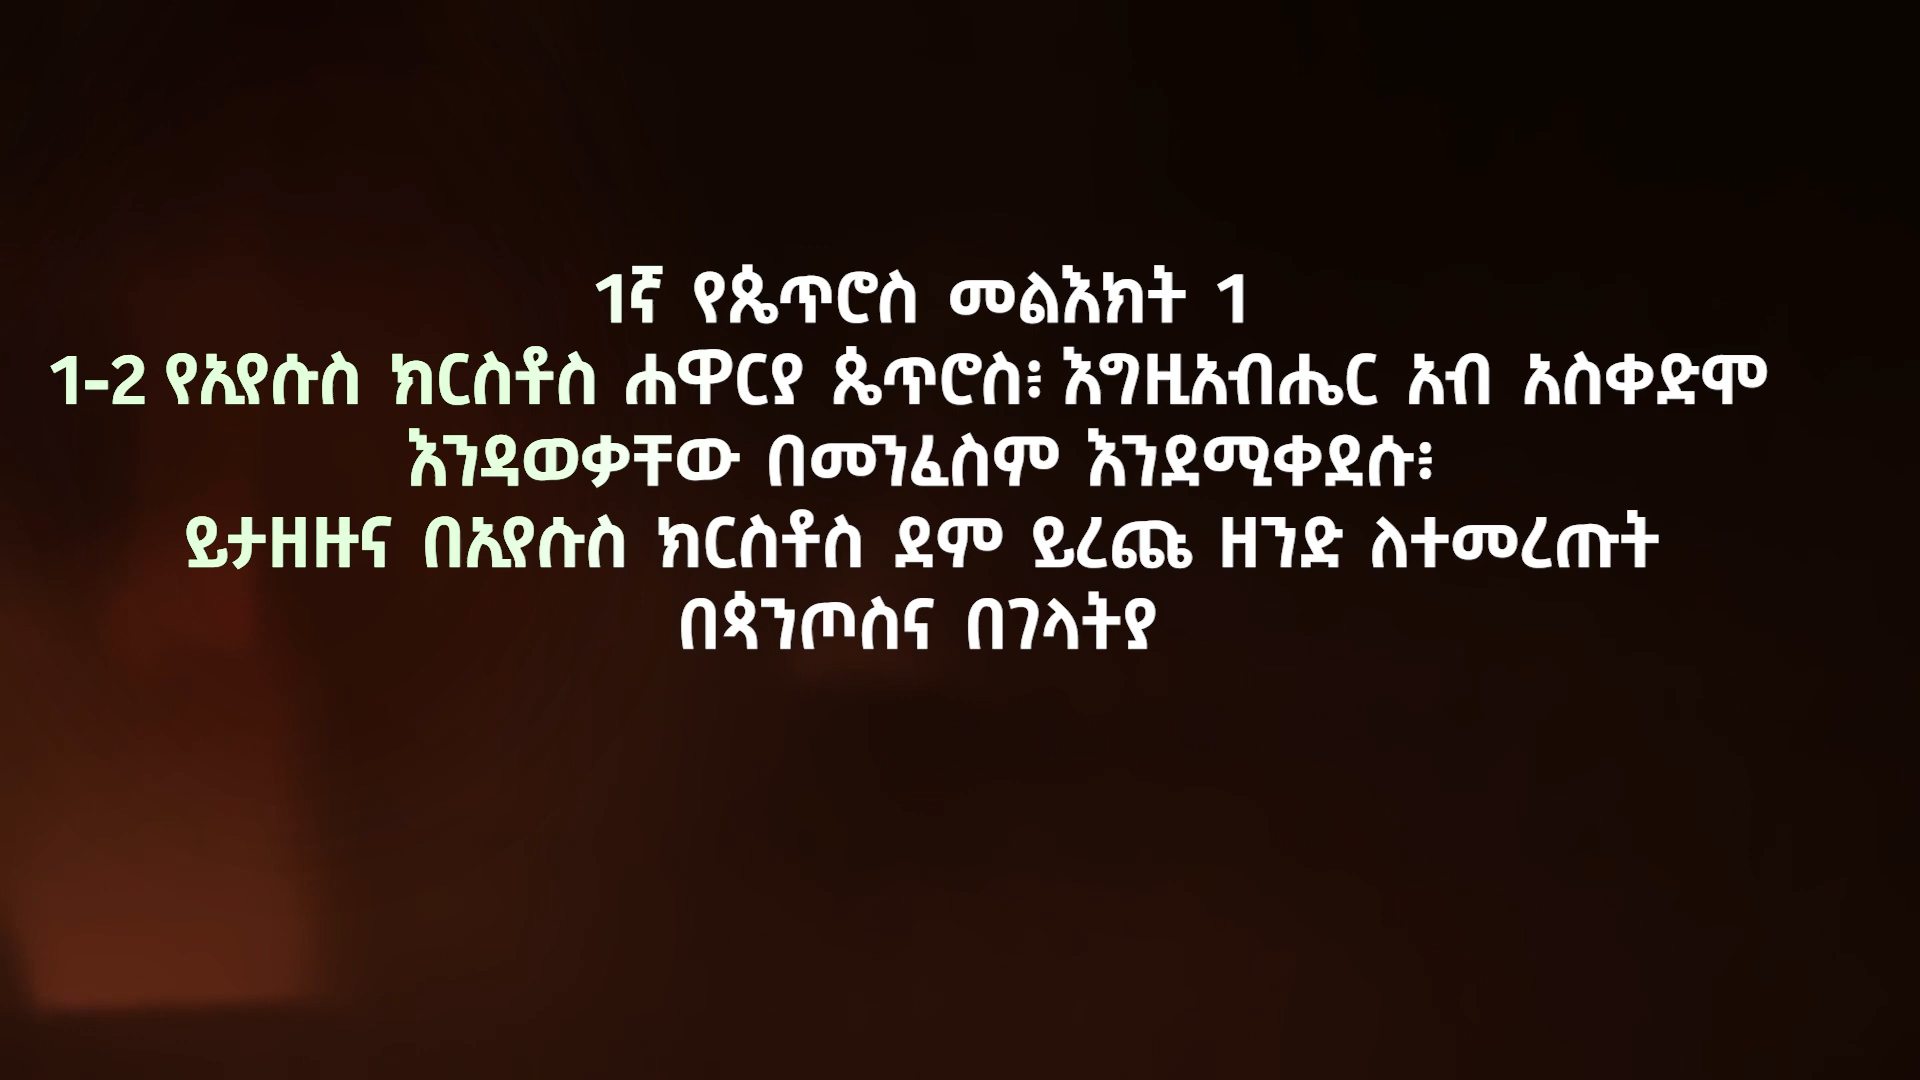 1ኛ የጴጥሮስ መልእክት 1
1-2 የኢየሱስ ክርስቶስ ሐዋርያ ጴጥሮስ፥ እግዚአብሔር አብ አስቀድሞ
እንዳወቃቸው በመንፈስም እንደሚቀደሱ፥
ይታዘዙና በኢየሱስ ክርስቶስ ደም ይረጩ ዘንድ ለተመረጡት
በጳንጦስና በገላትያ